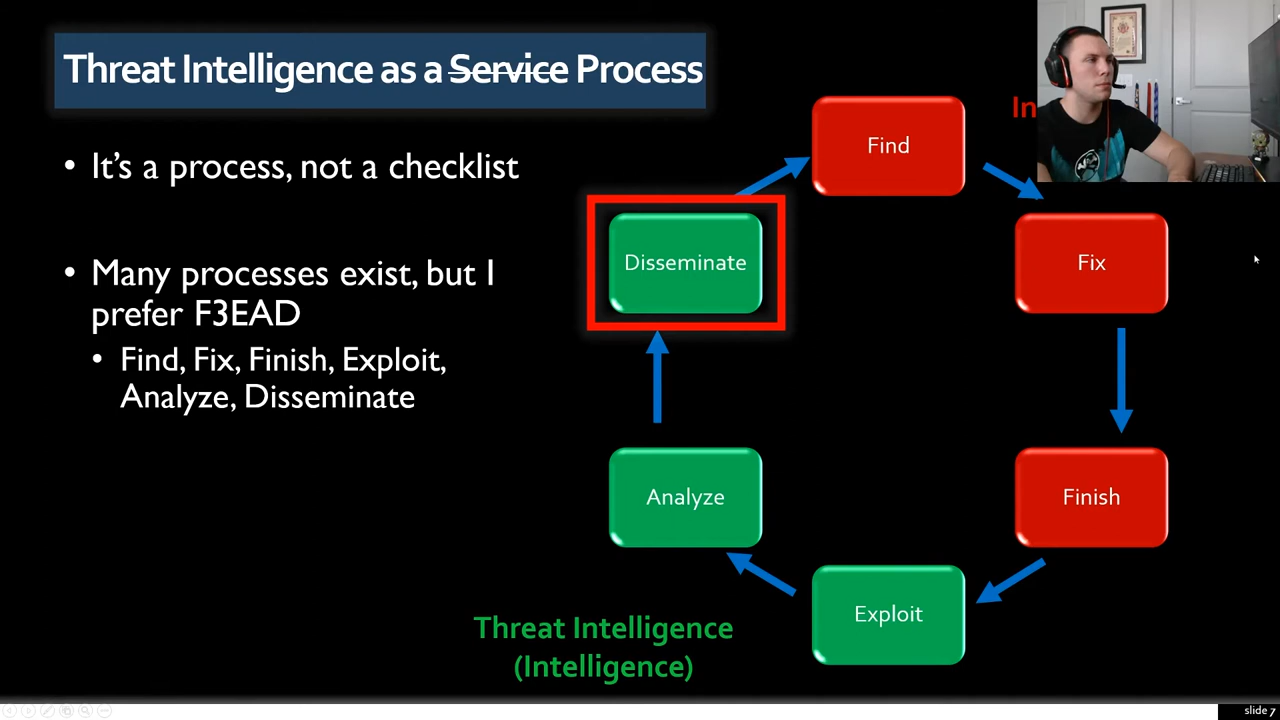 Threat Intelligence as a Service Process
• It's a process, not a checklist
• Many processes exist, but I
prefer F3EAD
• Find, Fix, Finish, Exploit,
Analyze, Disseminate
Find
Fix
Finish
Exploit
Analyze
Disseminate
Threat Intelligence
(Intelligence)
slide 7